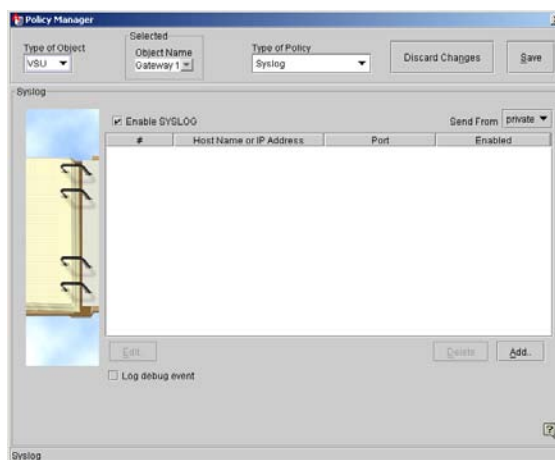 Policy Manager
Type of Object
VSU
Selected
Object Name
Gateway 1
Type of Policy
Syslog
Discard Changes
Save
Syslog
Enable SYSLOG
Send From private
# Host Name or IP Address Port Enabled
Edit
Delete
Add..
Log debug event
?
Syslog